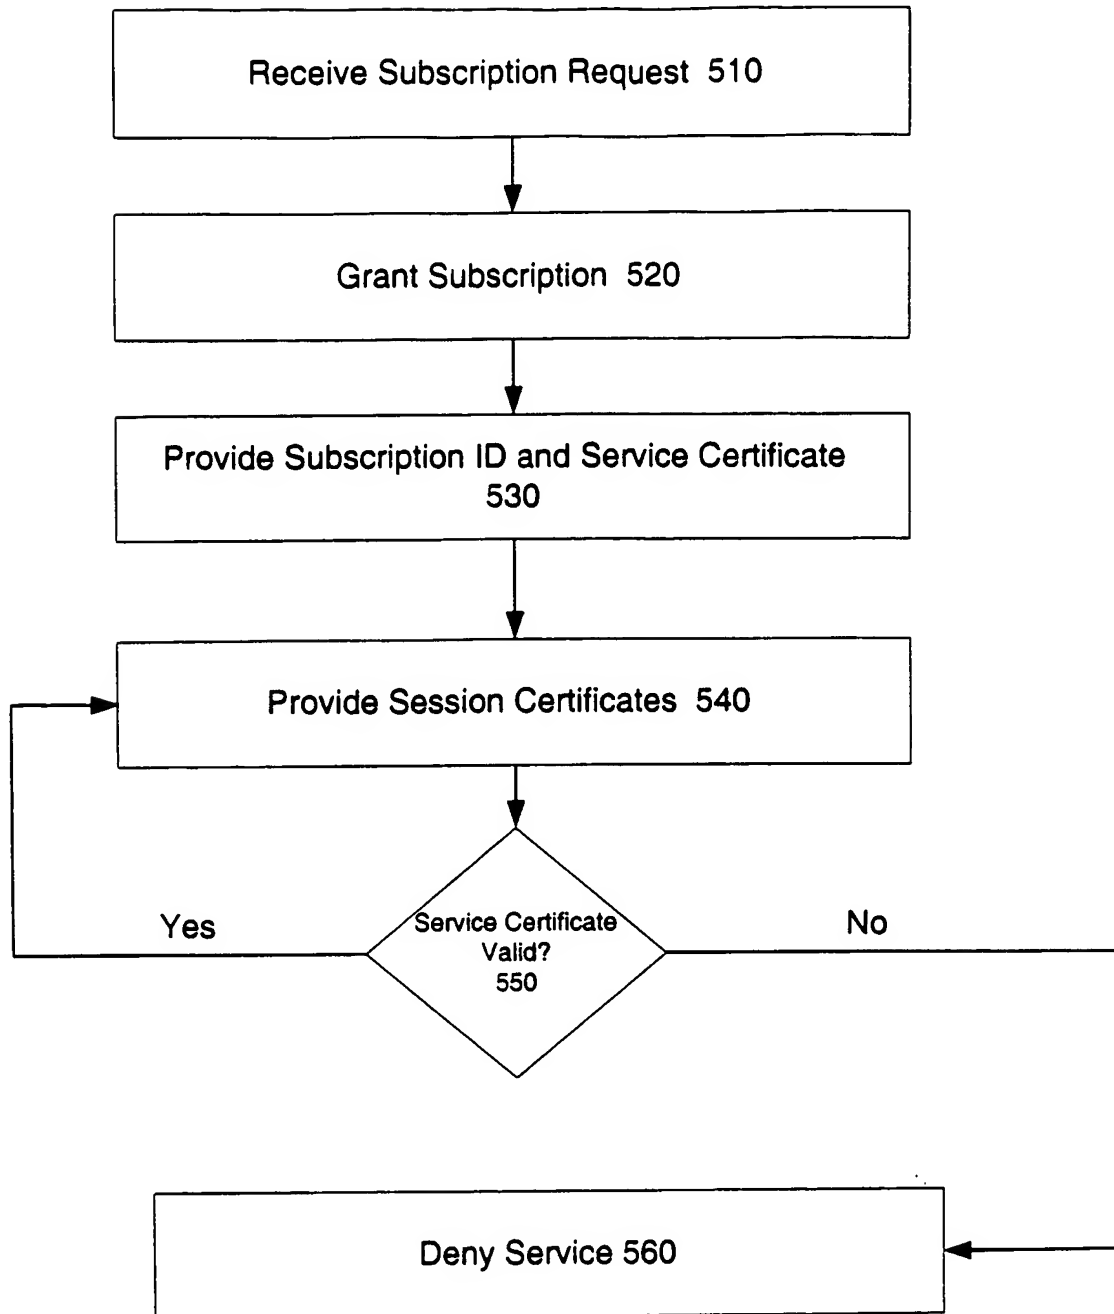 Receive Subscription Request 510
Grant Subscription 520
Provide Subscription ID and Service Certificate
530
Provide Session Certificates 540
Yes
Service Certificate
Valid?
550
No
Deny Service 560